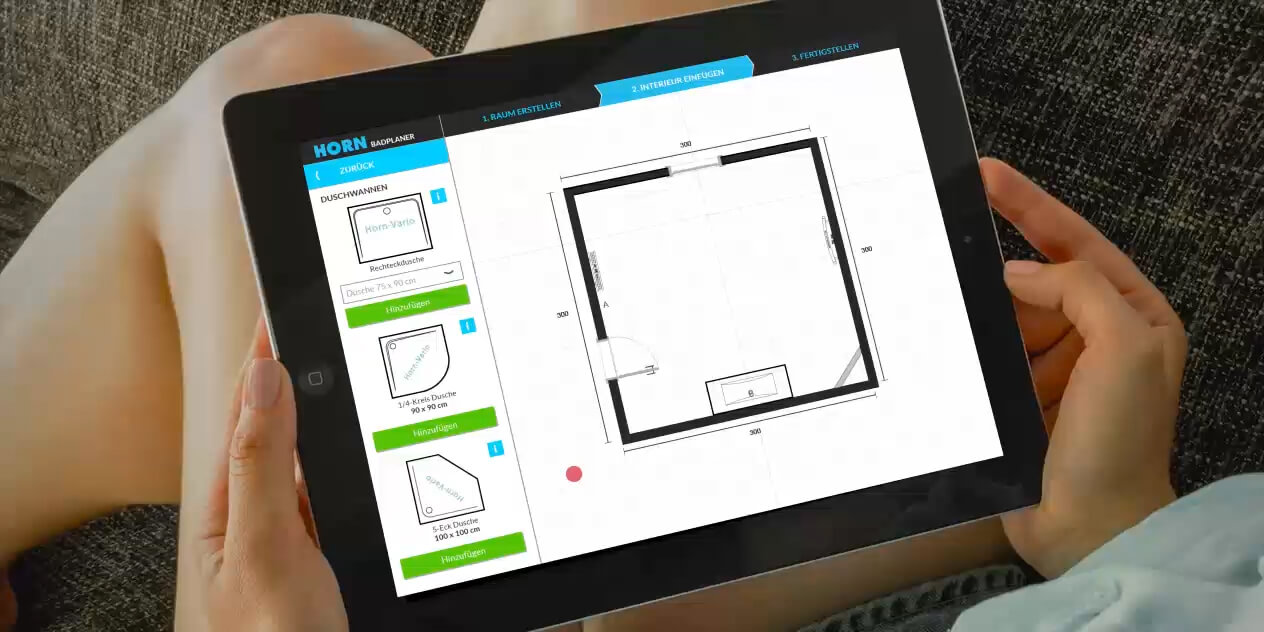 1. RAUM ERSTELLEN
2. INTERIEUR EINFÜGEN
3. FERTIGSTELLEN
HORN BADPLANER
ZURÜCK
DUSCHWANNEN
i
Horn-Vario
Rechteckdusche
Dusche 75 x 90 cm
Hinzufügen
i
Horn-Vario
1/4-Kreis Dusche
90 x 90 cm
Hinzufügen
i
Horn-Vario
5-Eck Dusche
100 x 100 cm
Hinzufügen
300
300
A
300
B
300